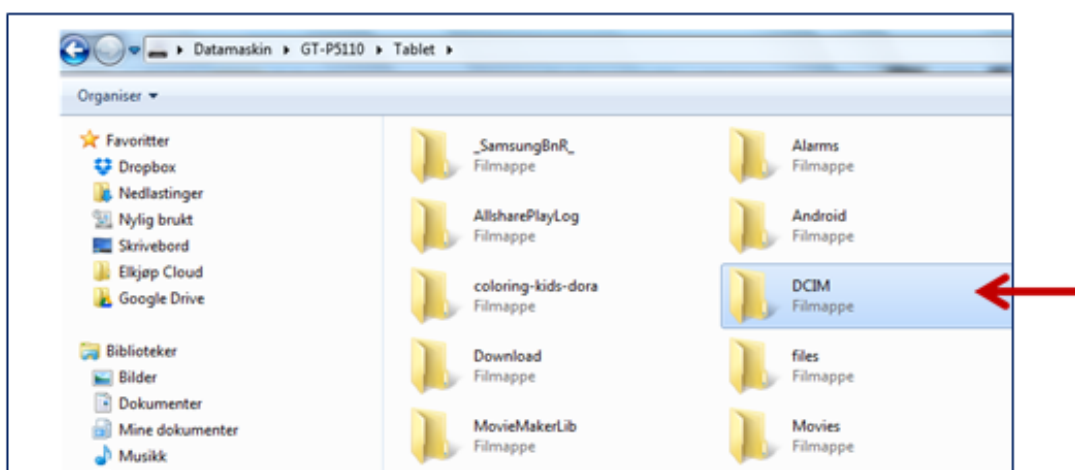 Datamaskin ▸ GT-P5110 ▸ Tablet ▸
Organiser
Favoritter
Dropbox
Nedlastinger
Nylig brukt
Skrivebord
Elkjøp Cloud
Google Drive
Biblioteker
Bilder
Dokumenter
Mine dokumenter
Musikk
_SamsungBnR_
Filmappe
Alarms
Filmappe
AllsharePlayLog
Filmappe
Android
Filmappe
coloring-kids-dora
Filmappe
DCIM
Filmappe
Download
Filmappe
files
Filmappe
MovieMakerLib
Filmappe
Movies
Filmappe